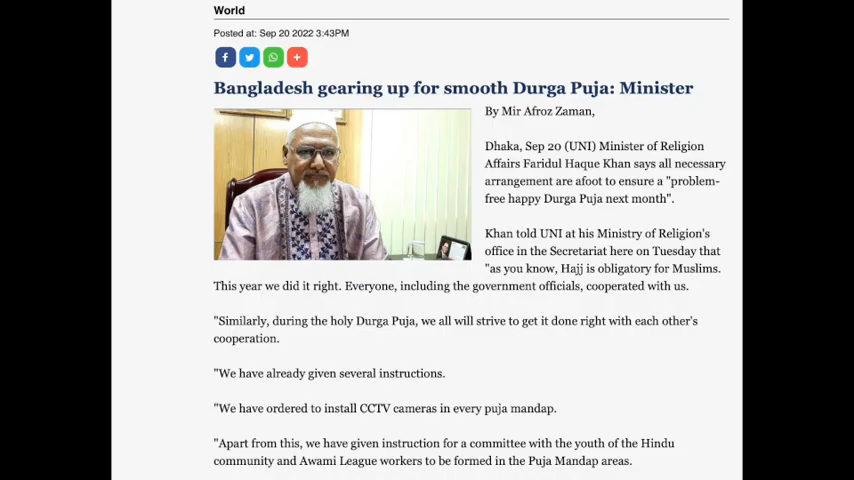 World
Posted at: Sep 20 2022 3:43PM
Bangladesh gearing up for smooth Durga Puja: Minister
By Mir Afroz Zaman,
Dhaka, Sep 20 (UNI) Minister of Religion
Affairs Faridul Haque Khan says all necessary
arrangement are afoot to ensure a "problem-
free happy Durga Puja next month".
Khan told UNI at his Ministry of Religion's
office in the Secretariat here on Tuesday that
"as you know, Hajj is obligatory for Muslims.
This year we did it right. Everyone, including the government officials, cooperated with us.
"Similarly, during the holy Durga Puja, we all will strive to get it done right with each other's
cooperation.
"We have already given several instructions.
"We have ordered to install CCTV cameras in every puja mandap.
"Apart from this, we have given instruction for a committee with the youth of the Hindu
community and Awami League workers to be formed in the Puja Mandap areas.